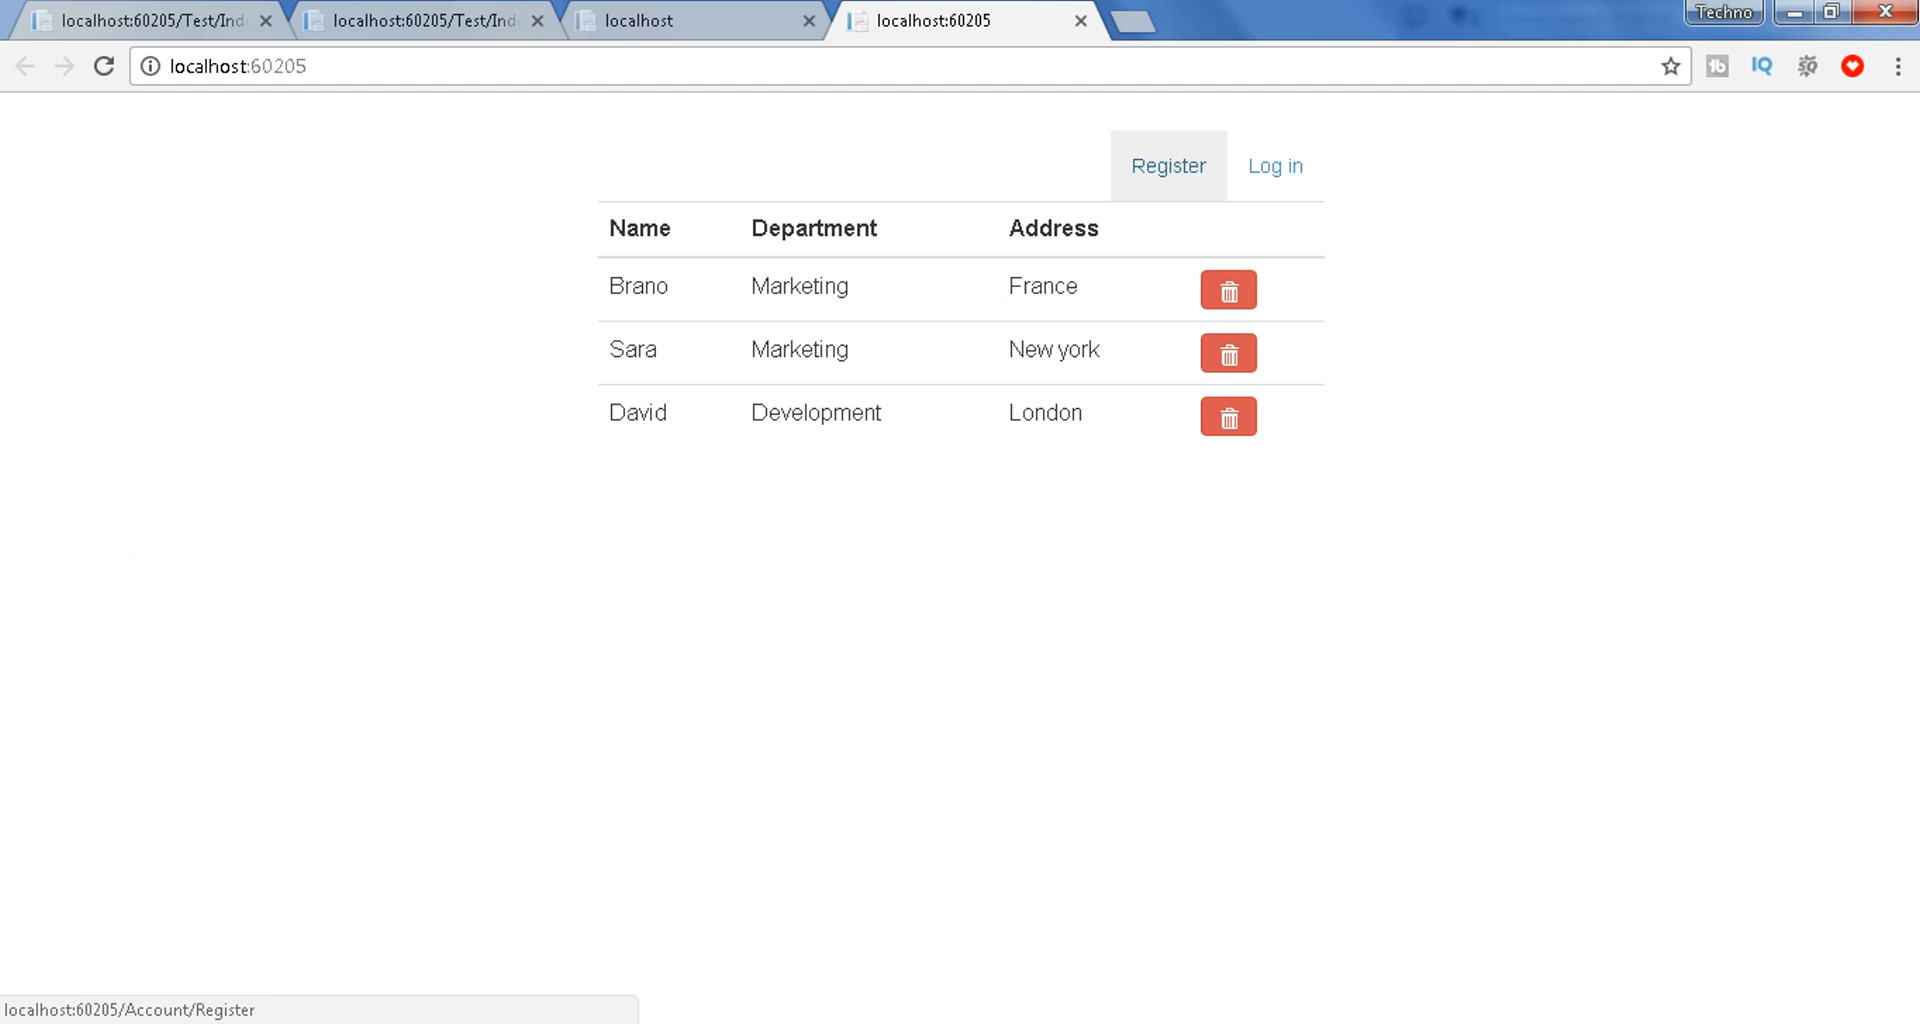 localhost:60205/Test/Ind localhost:60205/Test/Ind localhost localhost:60205 Techno
localhost:60205
Register Log in
Name Department Address
Brano Marketing France
Sara Marketing New york
David Development London
localhost:60205/Account/Register